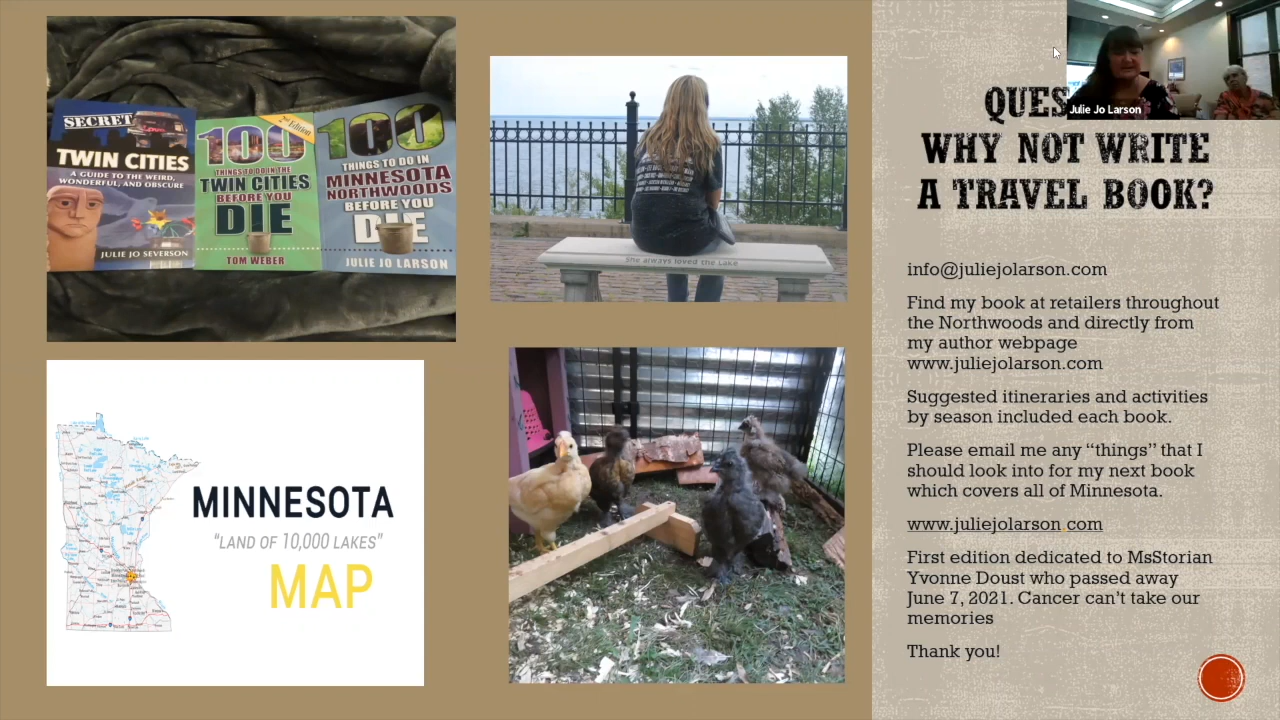 SECRET
TWIN CITIES
A GUIDE TO THE WEIRD,
WONDERFUL, AND OBSCURE
JULIE JO SEVERSON
2nd Edition
100
THINGS TO DO IN THE
TWIN CITIES
BEFORE YOU
DIE
TOM WEBER
100
THINGS TO DO IN
MINNESOTA
NORTHWOODS
BEFORE YOU
DIE
JULIE JO LARSON
She always loved the Lake
MINNESOTA
"LAND OF 10,000 LAKES"
MAP
Julie Jo Larson
QUES
WHY NOT WRITE
A TRAVEL BOOK?
info@juliejolarson.com
Find my book at retailers throughout
the Northwoods and directly from
my author webpage
www.juliejolarson.com
Suggested itineraries and activities
by season included each book.
Please email me any “things” that I
should look into for my next book
which covers all of Minnesota.
www.juliejolarson.com
First edition dedicated to MsStorian
Yvonne Doust who passed away
June 7, 2021. Cancer can’t take our
memories
Thank you!